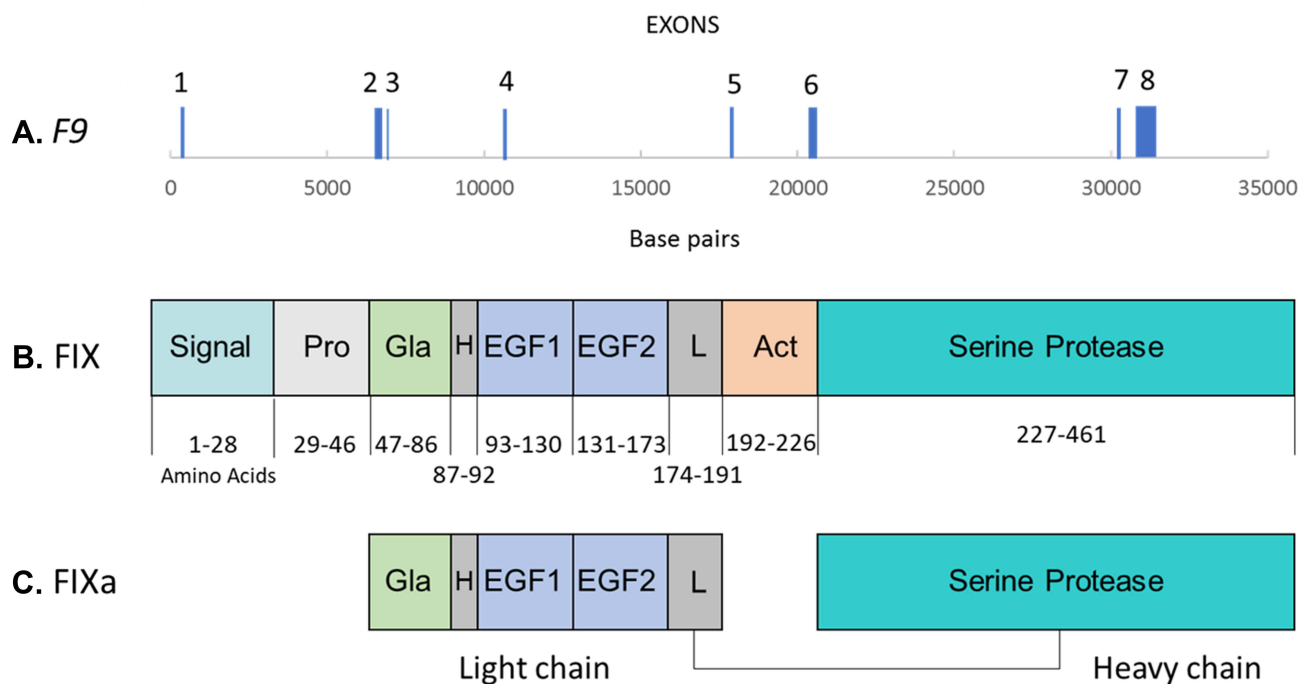 EXONS
1 2 3 4 5 6 7 8
A. F9
0 5000 10000 15000 20000 25000 30000 35000
Base pairs
B. FIX
Signal Pro Gla H EGF1 EGF2 L Act Serine Protease
1-28 29-46 47-86 93-130 131-173 192-226 227-461
Amino Acids 87-92 174-191
C. FIXa
Gla H EGF1 EGF2 L Serine Protease
Light chain Heavy chain